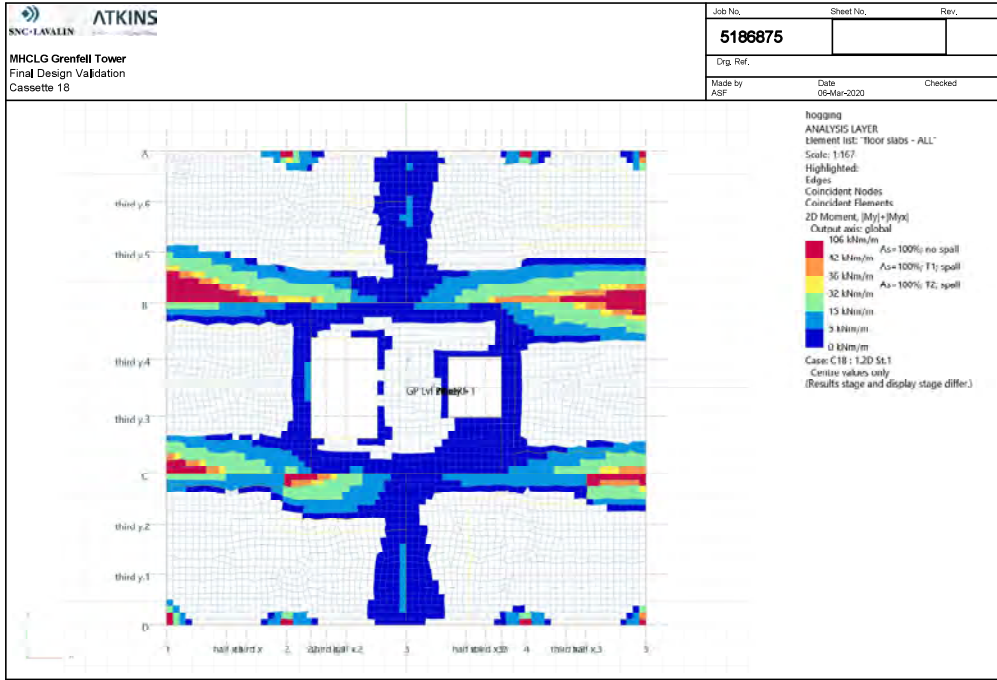 SNC·LAVALIN
ATKINS
MHCLG Grenfell Tower
Final Design Validation
Cassette 18
Job No.
Sheet No.
Rev.
5186875
Drg. Ref.
Made by
Date
Checked
ASF
06-Mar-2020
hogging
ANALYSIS LAYER
Element list: "floor slabs - ALL"
Scale: 1:167
Highlighted:
Edges
Coincident Nodes
Coincident Elements
2D Moment, |My|+|Myx|
Output axis: global
106 kNm/m
As=100%; no spall
42 kNm/m
As=100%; T1; spall
36 kNm/m
As=100%; T2; spall
32 kNm/m
15 kNm/m
5 kNm/m
0 kNm/m
Case: C18 : 1.2D St.1
Centre values only
(Results stage and display stage differ.)
third y.6
third y.5
B
third y.4
GP Lvl
third y.3
C
third y.2
third y.1
D
1
2
3
4
5